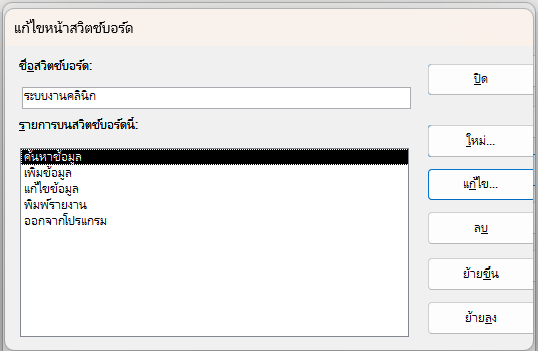 แก้ไขหน้าสวิตช์บอร์ด
ชื่อสวิตช์บอร์ด:
ปิด
ระบบงานคลินิก
รายการบนสวิตช์บอร์ดนี้:
ใหม่...
ค้นหาข้อมูล
เพิ่มข้อมูล
แก้ไข...
แก้ไขข้อมูล
พิมพ์รายงาน
ออกจากโปรแกรม
ลบ
ย้ายขึ้น
ย้ายลง